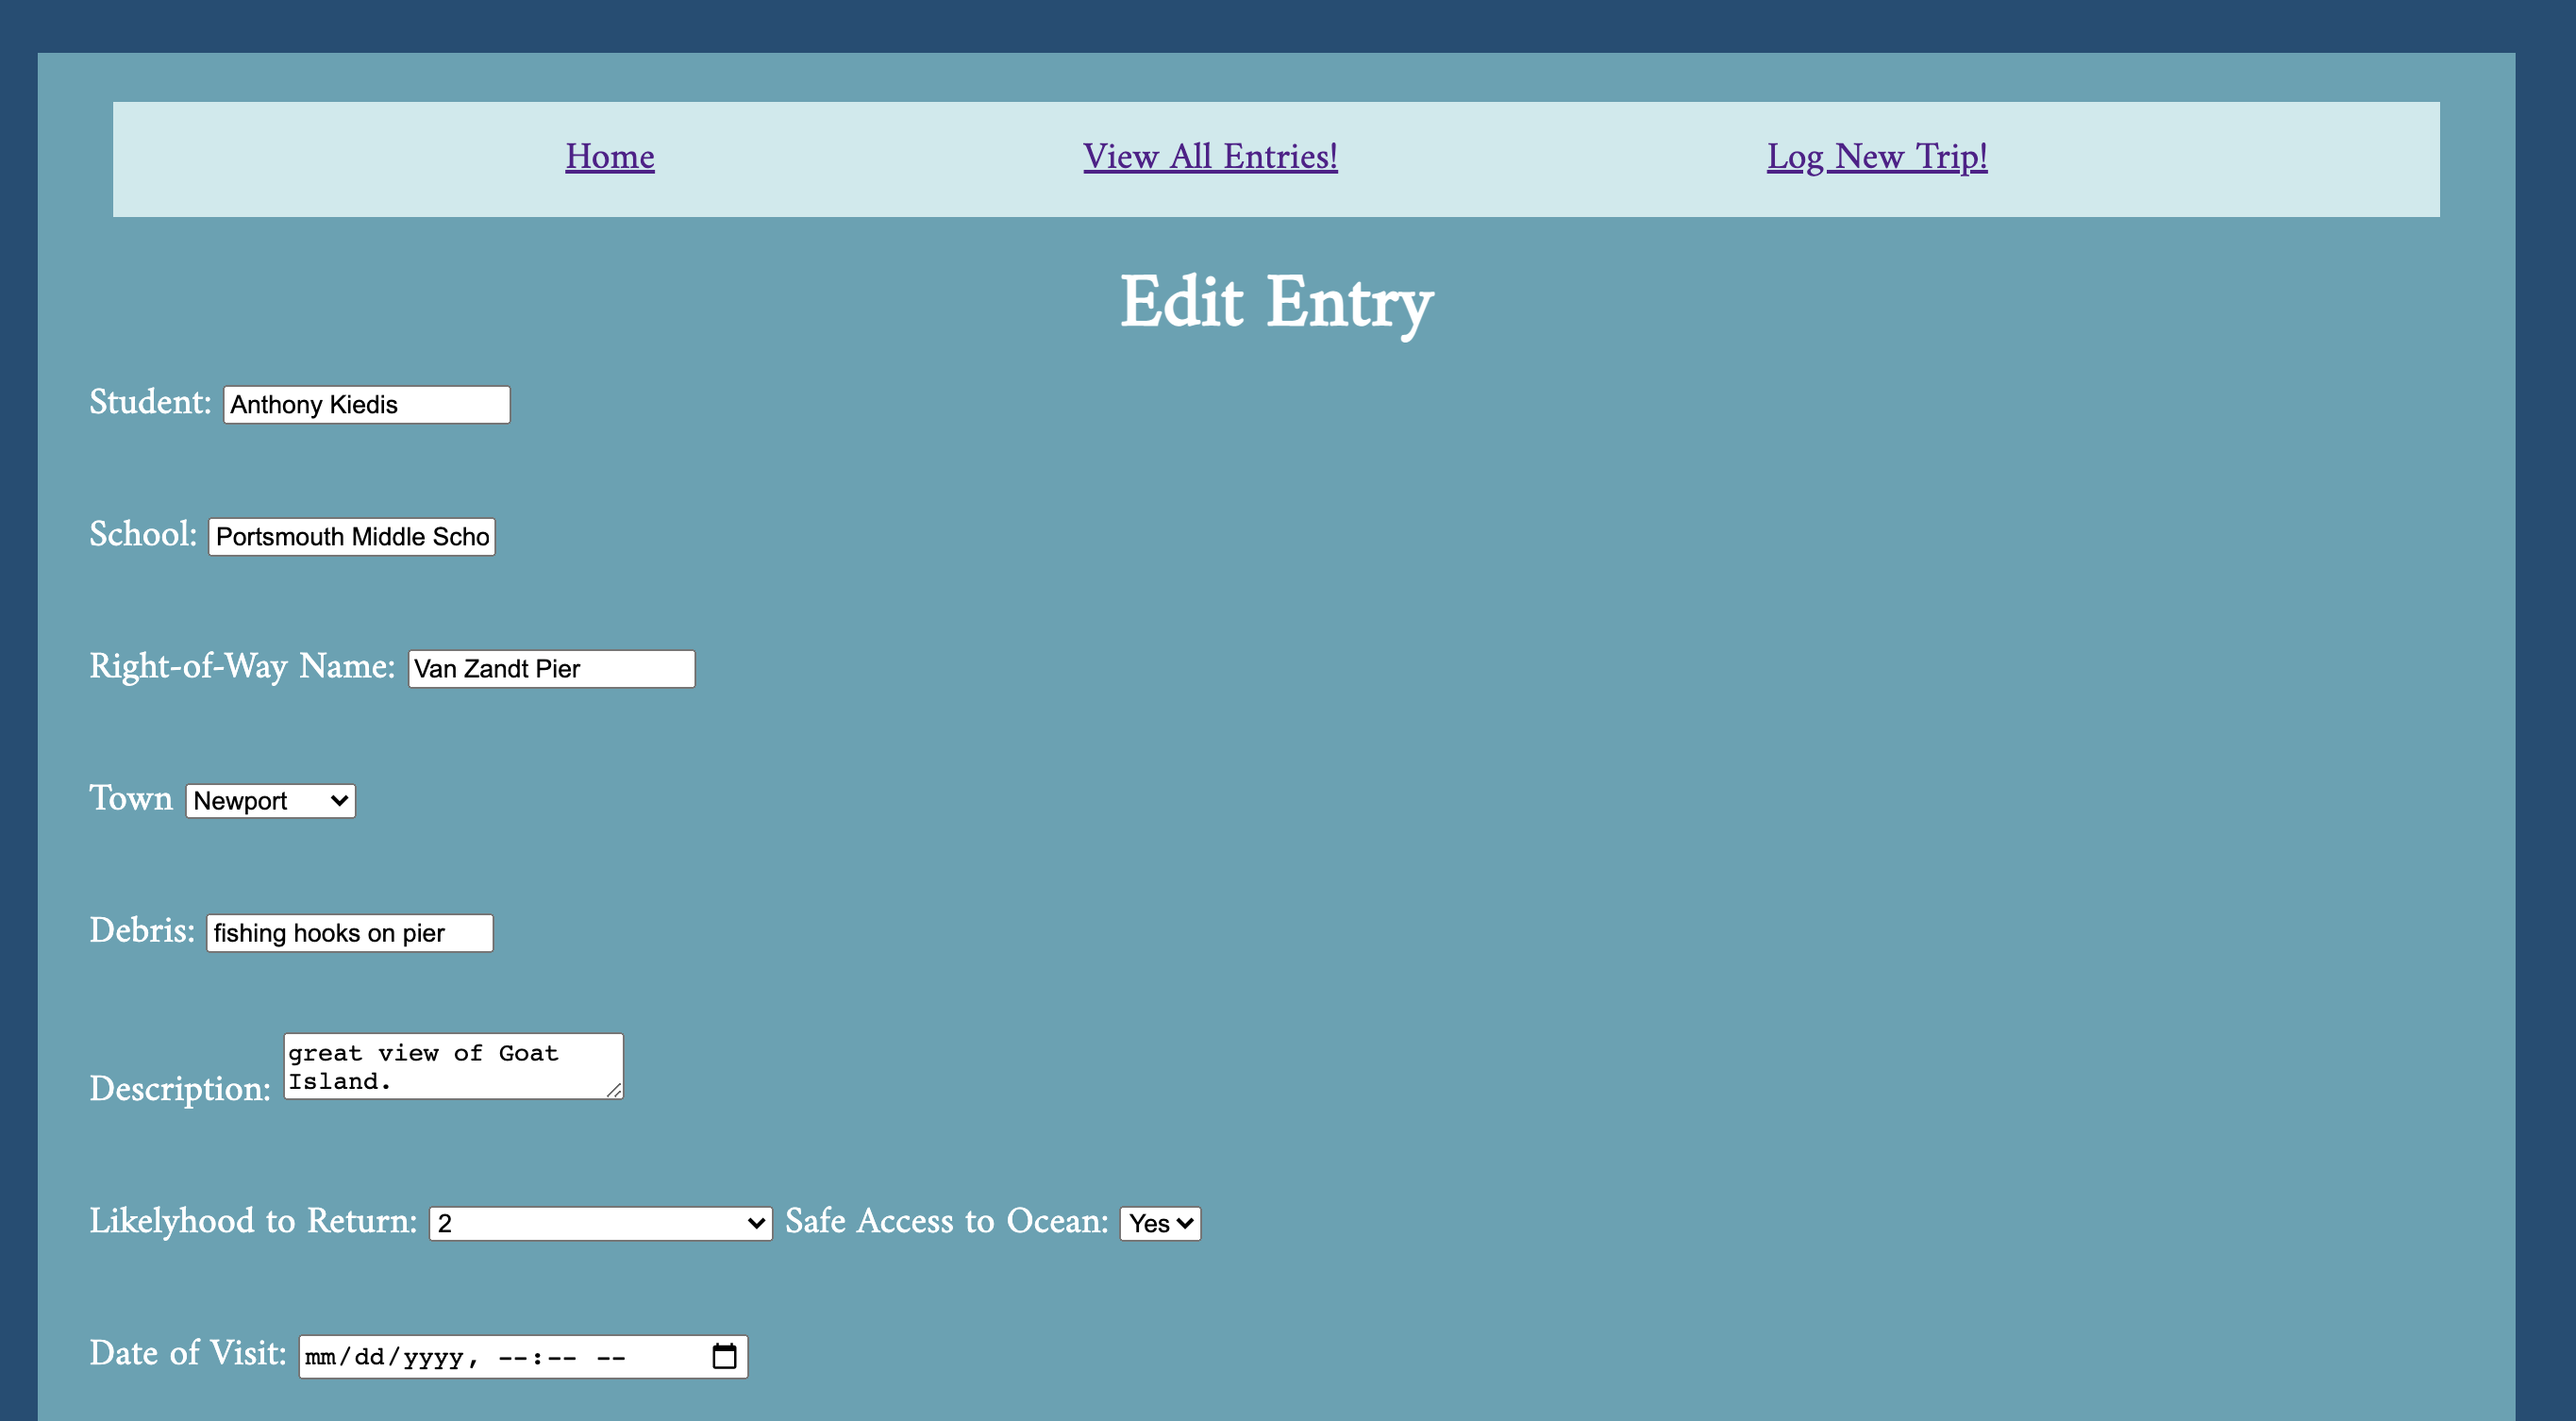 Home View All Entries! Log New Trip!
Edit Entry
Student: Anthony Kiedis
School: Portsmouth Middle Scho
Right-of-Way Name: Van Zandt Pier
Town Newport
Debris: fishing hooks on pier
Description: great view of Goat
Island.
Likelyhood to Return: 2 Safe Access to Ocean: Yes
Date of Visit: mm/dd/yyyy, --:-- --